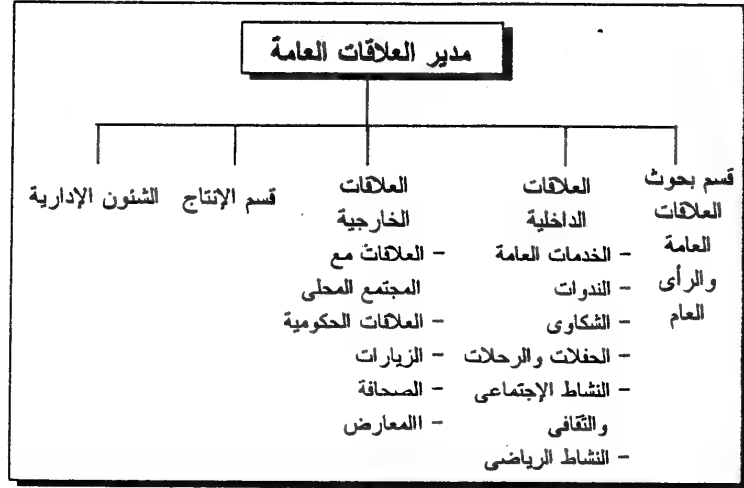 مدير العلاقات العامة
قسم بحوث
العلاقات
العامة
والرأى
العام
العلاقات
الداخلية
- الخدمات العامة
- الندوات
- الشكاوى
- الحفلات والرحلات
- النشاط الإجتماعى
والثقافى
- النشاط الرياضى
العلاقات
الخارجية
- العلاقات مع
المجتمع المحلى
- العلاقات الحكومية
- الزيارات
- الصحافة
- االمعارض
قسم الإنتاج
الشئون الإدارية